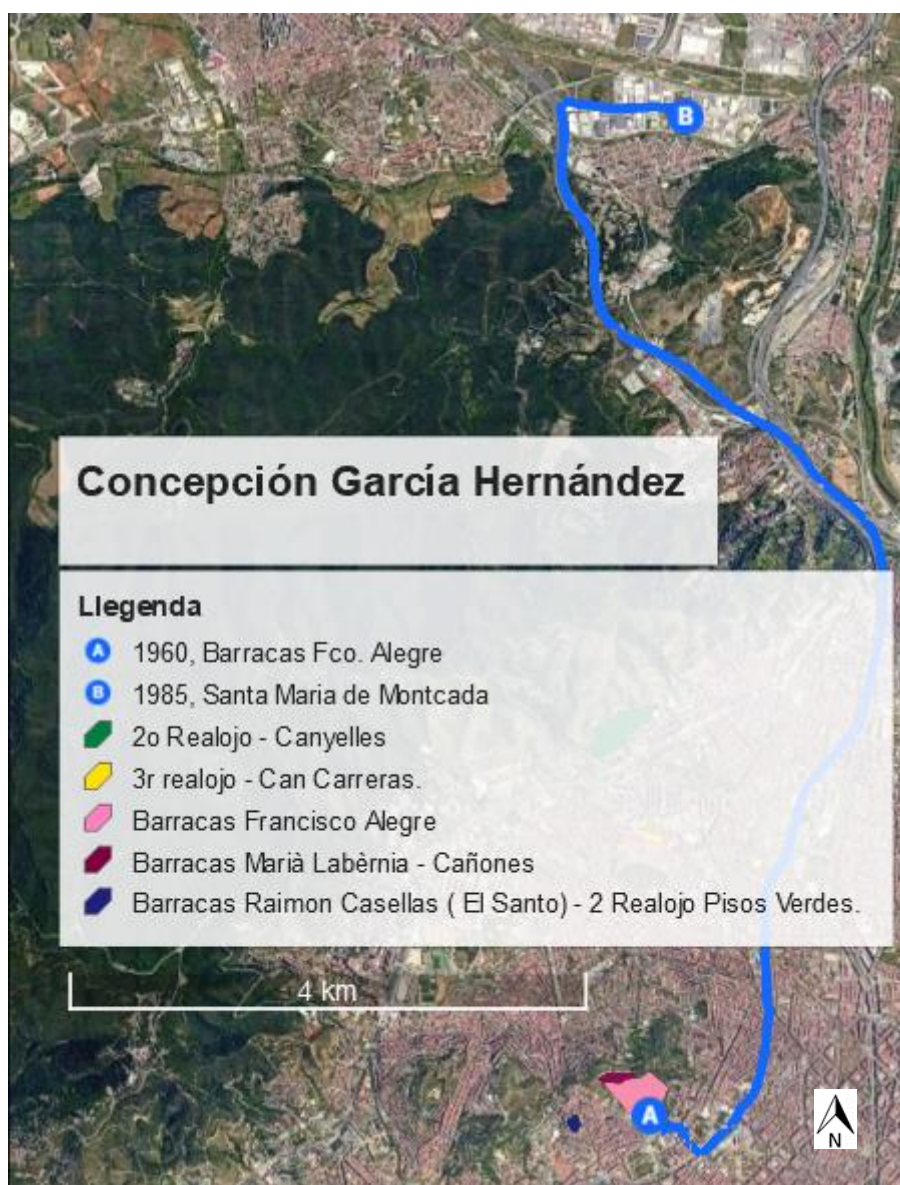 B
Concepción García Hernández
Llegenda
A 1960, Barracas Fco. Alegre
B 1985, Santa Maria de Montcada
2o Realojo - Canyelles
3r realojo - Can Carreras.
Barracas Francisco Alegre
Barracas Marià Labèrnia - Cañones
Barracas Raimon Casellas ( El Santo) - 2 Realojo Pisos Verdes.
4 km
A
N